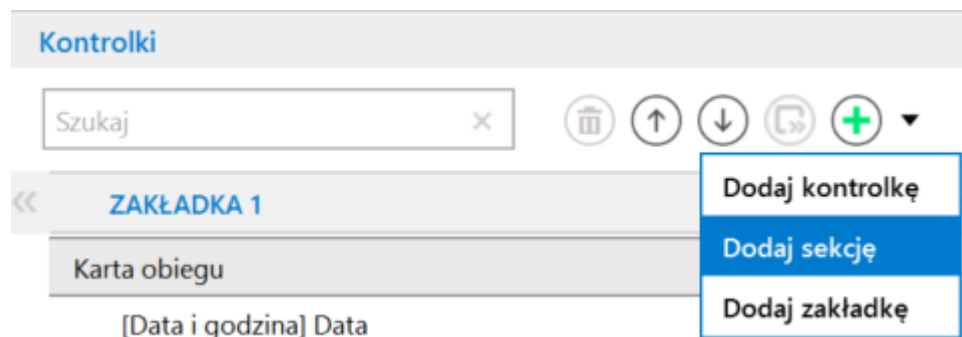 Kontrolki
Szukaj
Dodaj kontrolkę
ZAKŁADKA 1
Dodaj sekcję
Karta obiegu
Dodaj zakładkę
[Data i godzina] Data